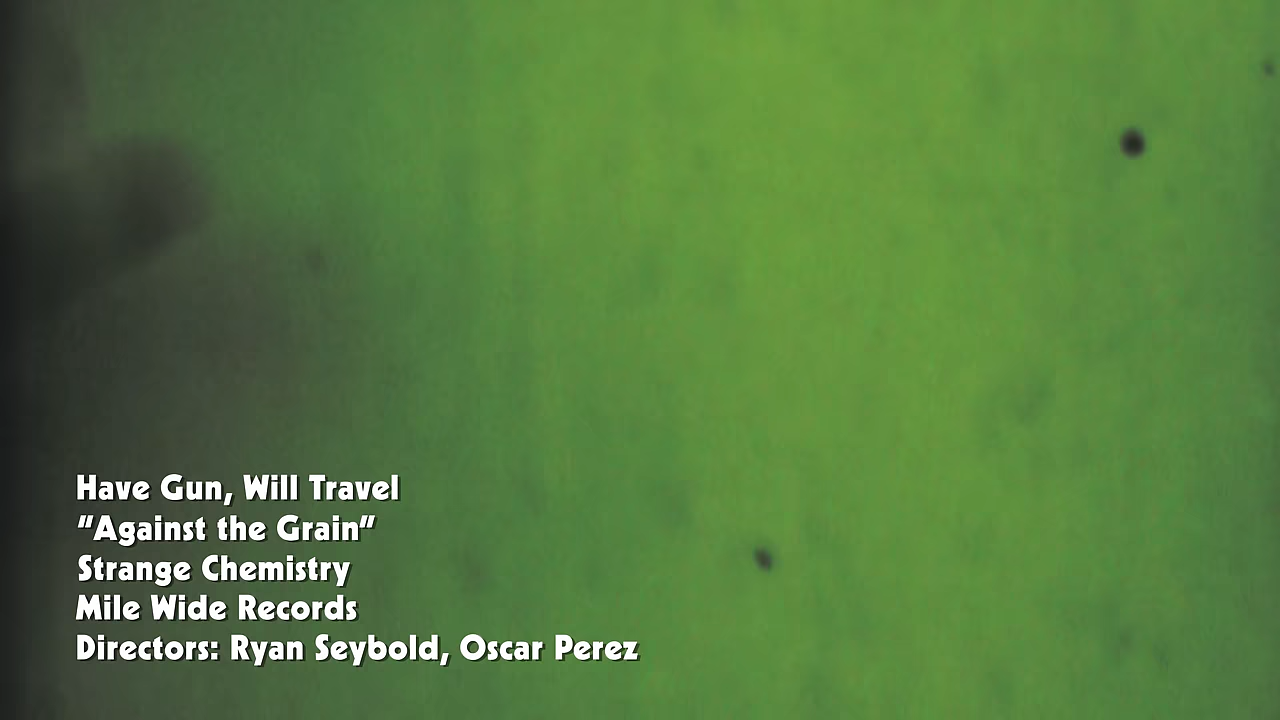 Have Gun, Will Travel
"Against the Grain"
Strange Chemistry
Mile Wide Records
Directors: Ryan Seybold, Oscar Perez